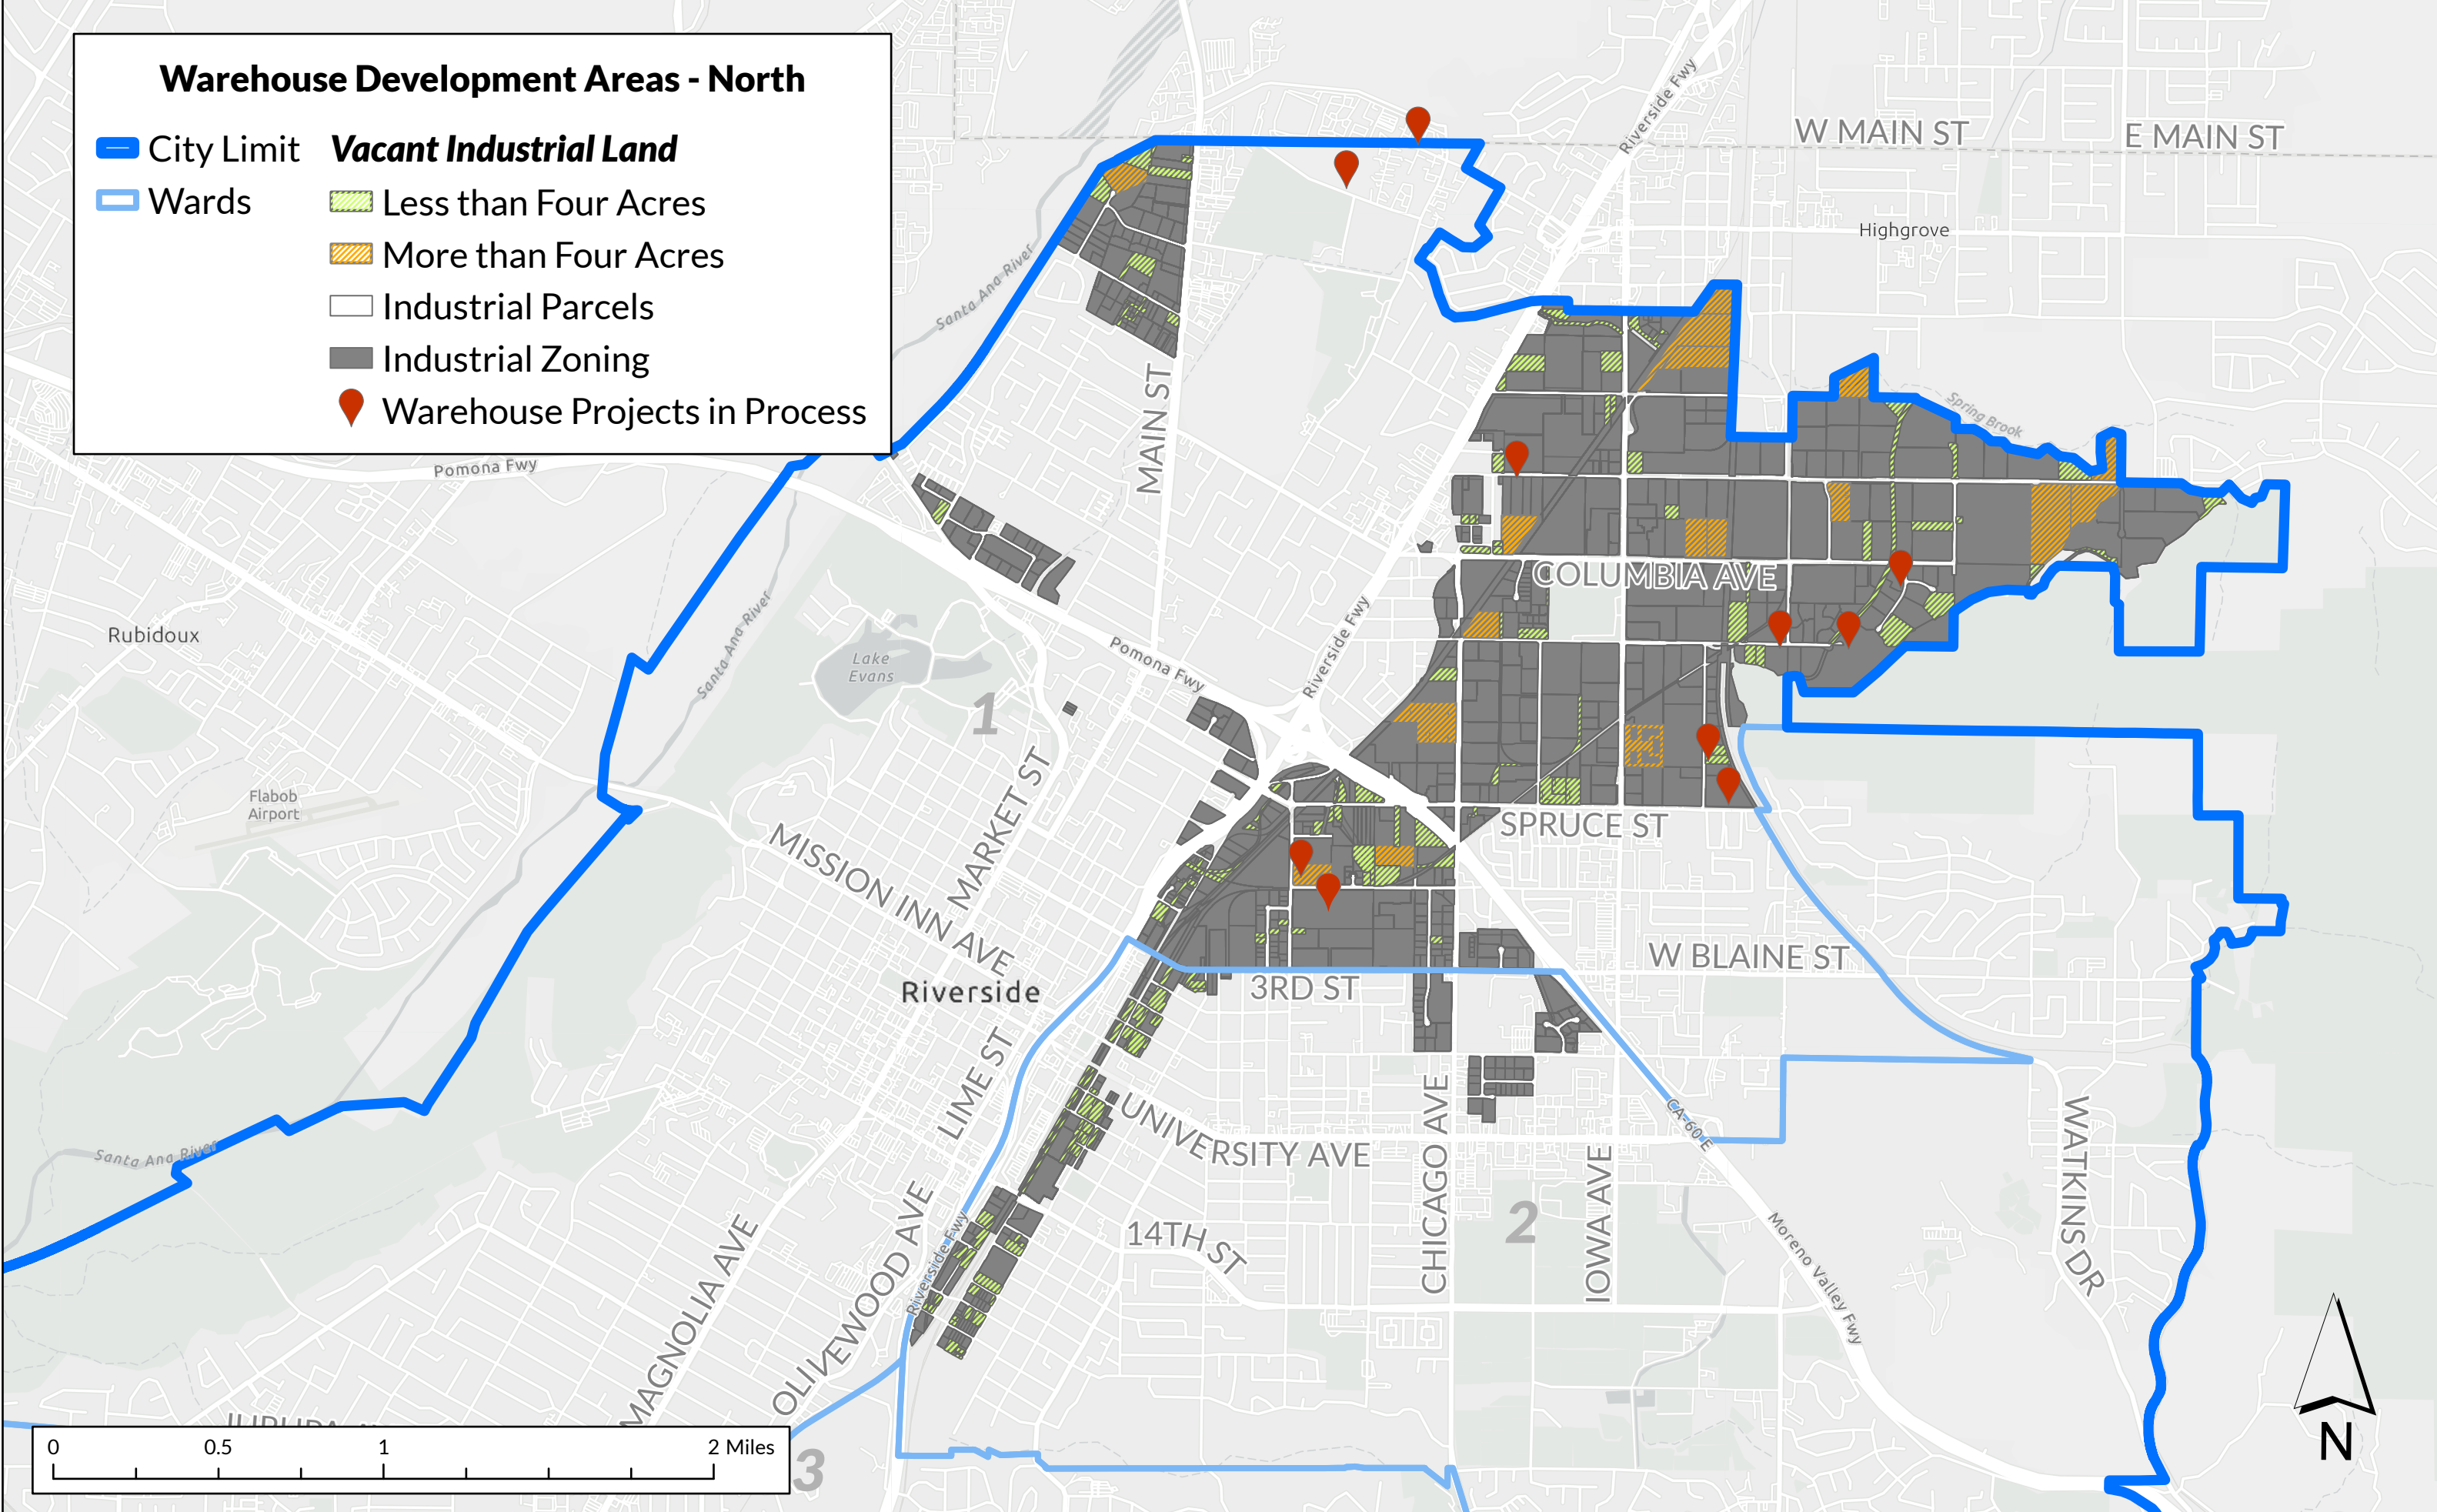 Warehouse Development Areas - North
City Limit
Wards
Vacant Industrial Land
Less than Four Acres
More than Four Acres
Industrial Parcels
Industrial Zoning
Warehouse Projects in Process
Riverside Fwy
W MAIN ST
E MAIN ST
Highgrove
Santa Ana River
MAIN ST
Spring Brook
Pomona Fwy
COLUMBIA AVE
Rubidoux
Santa Ana River
Lake
Evans
Pomona Fwy
Riverside Fwy
1
Flabob
Airport
MARKET ST
MISSION INN AVE
SPRUCE ST
W BLAINE ST
Riverside
3RD ST
LIME ST
UNIVERSITY AVE
CHICAGO AVE
IOWA AVE
CA-60 E
WATKINS DR
Santa Ana River
MAGNOLIA AVE
OLIVEWOOD AVE
Riverside Fwy
14TH ST
2
Moreno Valley Fwy
0 0.5 1 2 Miles
3
N